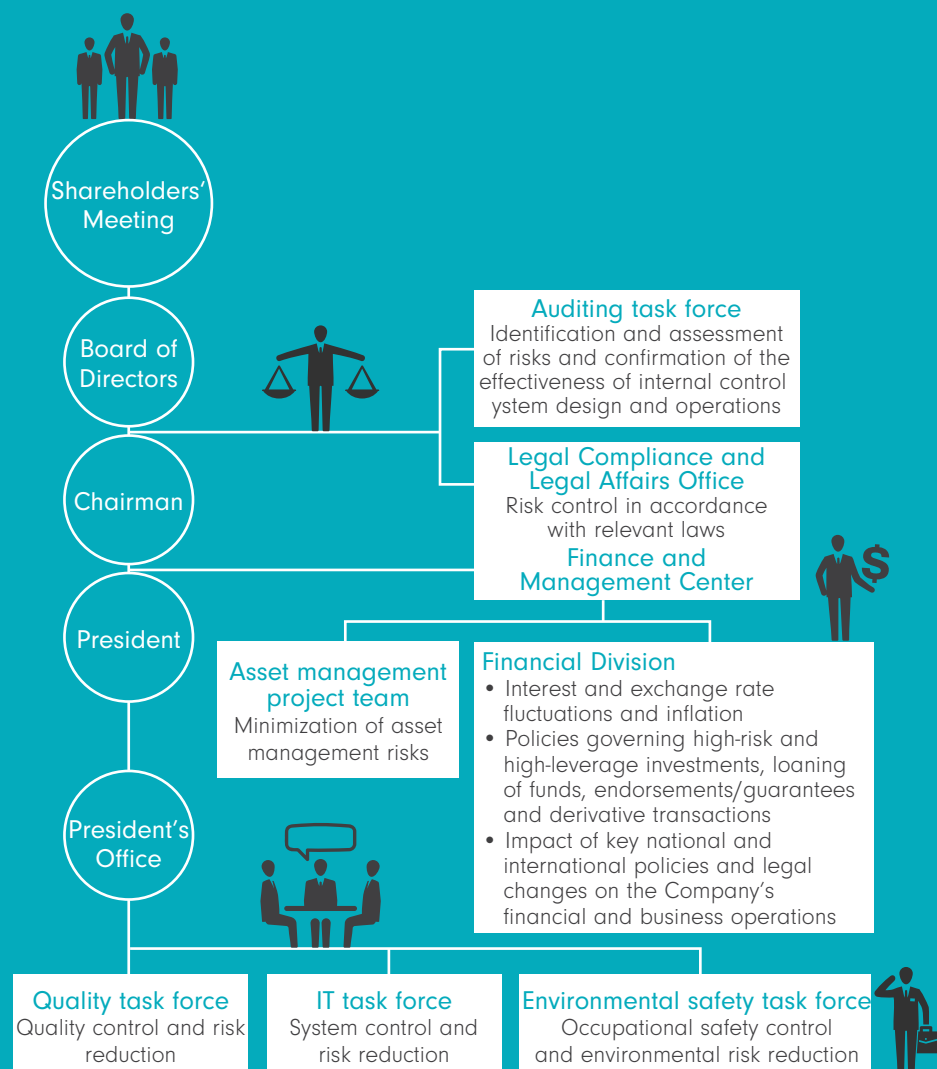 Shareholders'
Meeting
Board of
Directors
Auditing task force
Identification and assessment
of risks and confirmation of the
effectiveness of internal control
ystem design and operations
Chairman
Legal Compliance and
Legal Affairs Office
Risk control in accordance
with relevant laws
Finance and
Management Center
$
President
Asset management
project team
Minimization of asset
management risks
Financial Division
• Interest and exchange rate
fluctuations and inflation
• Policies governing high-risk and
high-leverage investments, loaning
of funds, endorsements/guarantees
and derivative transactions
• Impact of key national and
international policies and legal
changes on the Company's
financial and business operations
President's
Office
Quality task force
Quality control and risk
reduction
IT task force
System control and
risk reduction
Environmental safety task force
Occupational safety control
and environmental risk reduction